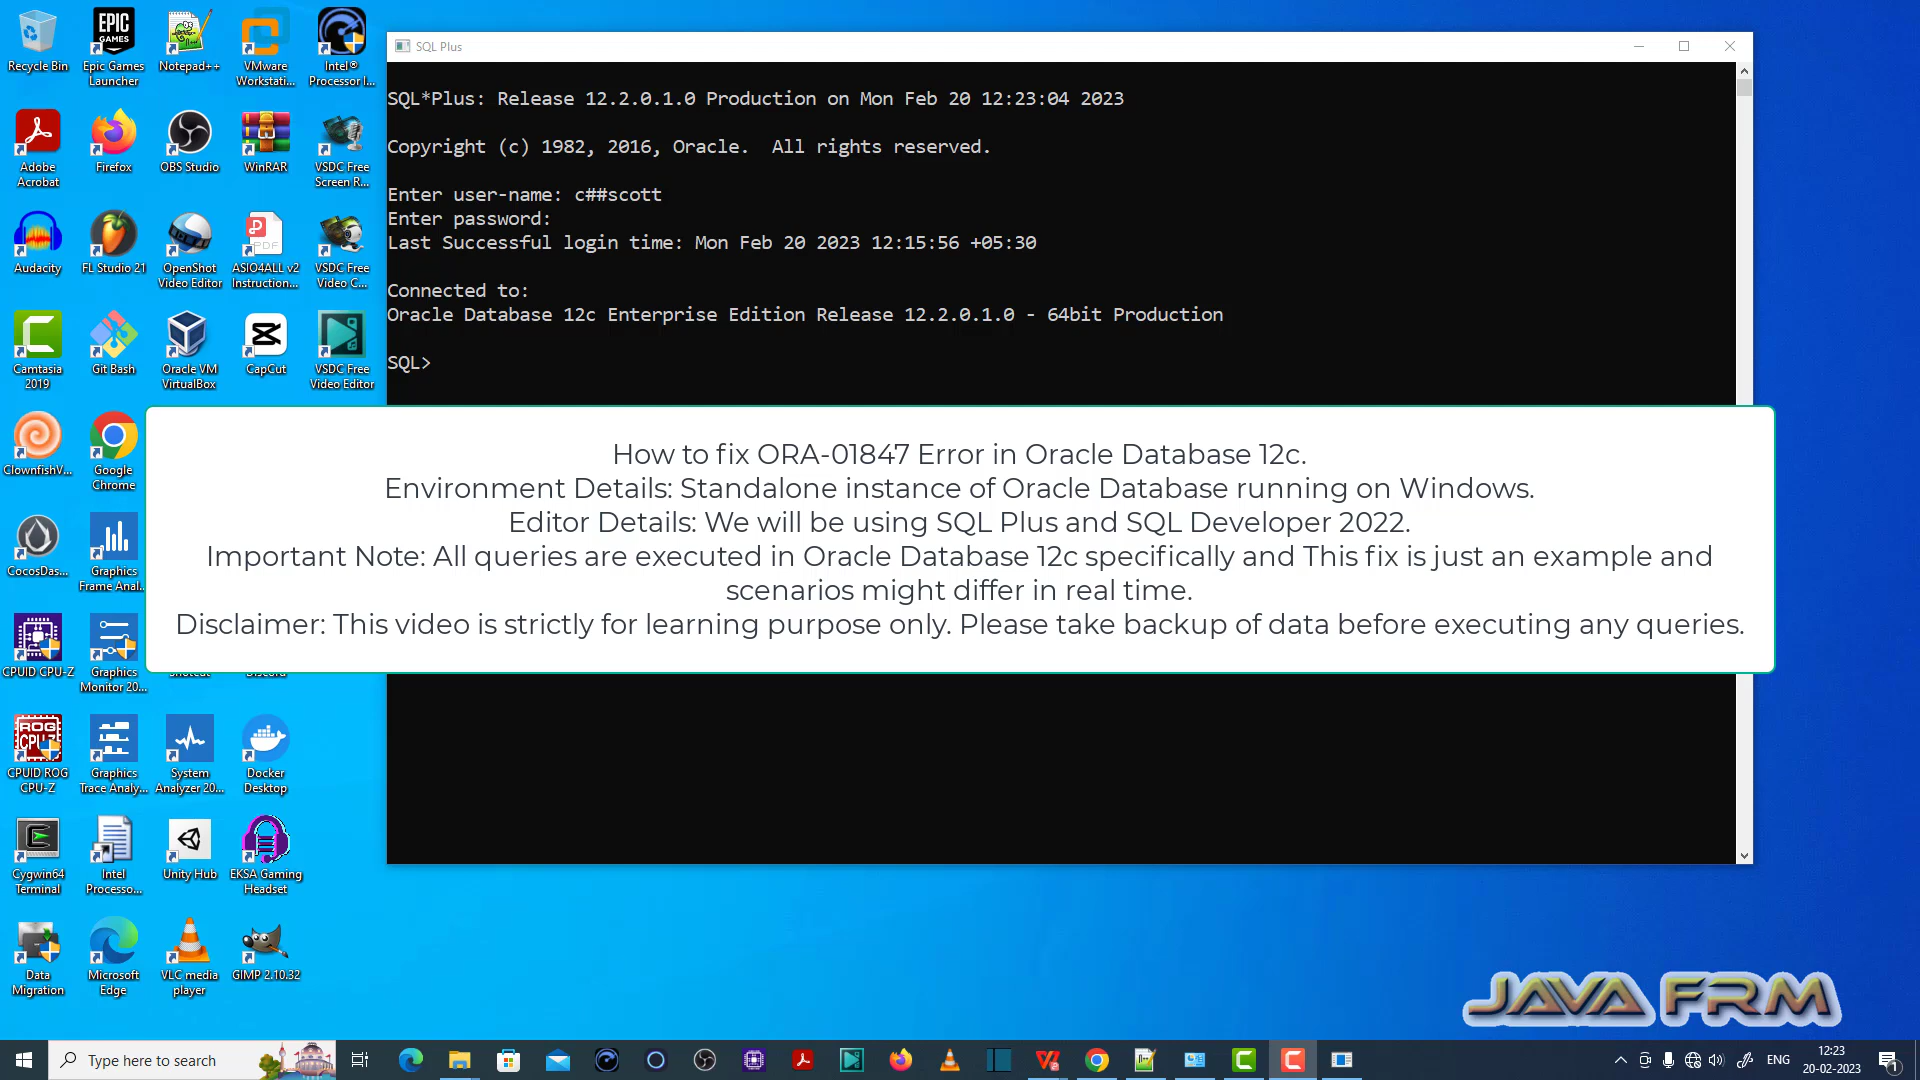 Recycle Bin
Epic Games
Launcher
Notepad++
VMware
Workstati...
Intel®
Processor I...
Adobe
Acrobat
Firefox
OBS Studio
WinRAR
VSDC Free
Screen R...
Audacity
FL Studio 21
OpenShot
Video Editor
ASIO4ALL v2
Instruction...
VSDC Free
Video C...
Camtasia
2019
Git Bash
Oracle VM
VirtualBox
CapCut
VSDC Free
Video Editor
ClownfishV...
Google
Chrome
CocosDas...
Graphics
Frame Anal...
CPUID CPU-Z
Graphics
Monitor 20...
CPUID ROG
CPU-Z
Graphics
Trace Analy...
System
Analyzer 20...
Docker
Desktop
Cygwin64
Terminal
Intel
Processo...
Unity Hub
EKSA Gaming
Headset
Data
Migration
Microsoft
Edge
VLC media
player
GIMP 2.10.32
SQL Plus
SQL*Plus: Release 12.2.0.1.0 Production on Mon Feb 20 12:23:04 2023
Copyright (c) 1982, 2016, Oracle.  All rights reserved.
Enter user-name: c##scott
Enter password:
Last Successful login time: Mon Feb 20 2023 12:15:56 +05:30
Connected to:
Oracle Database 12c Enterprise Edition Release 12.2.0.1.0 - 64bit Production
SQL>
How to fix ORA-01847 Error in Oracle Database 12c.
Environment Details: Standalone instance of Oracle Database running on Windows.
Editor Details: We will be using SQL Plus and SQL Developer 2022.
Important Note: All queries are executed in Oracle Database 12c specifically and This fix is just an example and
scenarios might differ in real time.
Disclaimer: This video is strictly for learning purpose only. Please take backup of data before executing any queries.
JAVA FRM
Type here to search
ENG
12:23
20-02-2023